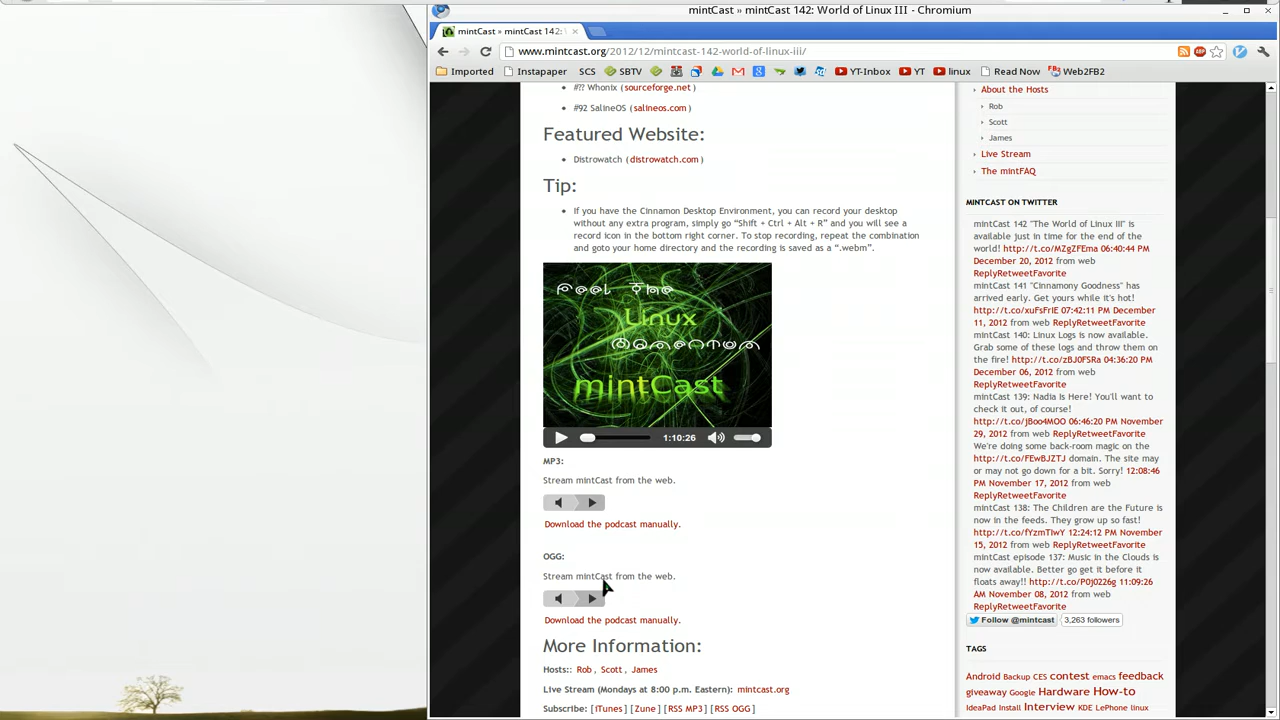 mintCast » mintCast 142: World of Linux III - Chromium
mintCast » mintCast 142:
www.mintcast.org/2012/12/mintcast-142-world-of-linux-iii/
Imported Instapaper SCS SBTV YT-Inbox YT linux Read Now Web2FB2
#?? Whonix (sourceforge.net)
#92 SalineOS (salineos.com)
Featured Website:
Distrowatch (distrowatch.com)
Tip:
If you have the Cinnamon Desktop Environment, you can record your desktop
without any extra program, simply go “Shift + Ctrl + Alt + R” and you will see a
record icon in the bottom right corner. To stop recording, repeat the combination
and goto your home directory and the recording is saved as a “.webm”.
Feel The
Linux
mintCast
1:10:26
MP3:
Stream mintCast from the web.
Download the podcast manually.
OGG:
Stream mintCast from the web.
Download the podcast manually.
More Information:
Hosts:: Rob, Scott, James
Live Stream (Mondays at 8:00 p.m. Eastern): mintcast.org
Subscribe: [iTunes] [Zune] [RSS MP3] [RSS OGG]
About the Hosts
Rob
Scott
James
Live Stream
The mintFAQ
MINTCAST ON TWITTER
mintCast 142 "The World of Linux III" is
available just in time for the end of the
world! http://t.co/MZgZFEma 06:40:44 PM
December 20, 2012 from web
ReplyRetweetFavorite
mintCast 141 "Cinnamony Goodness" has
arrived early. Get yours while it's hot!
http://t.co/xuFsFrIE 07:42:11 PM December
11, 2012 from web ReplyRetweetFavorite
mintCast 140: Linux Logs is now available.
Grab some of these logs and throw them on
the fire! http://t.co/zBJ0FSRa 04:36:20 PM
December 06, 2012 from web
ReplyRetweetFavorite
mintCast 139: Nadia is Here! You'll want to
check it out, of course!
http://t.co/jBoo4MOO 06:46:20 PM November
29, 2012 from web ReplyRetweetFavorite
We're doing some back-room magic on the
http://t.co/FEwBJZTJ domain. The site may
or may not go down for a bit. Sorry! 12:08:46
PM November 17, 2012 from web
ReplyRetweetFavorite
mintCast 138: The Children are the Future is
now in the feeds. They grow up so fast!
http://t.co/fYzmTIwY 12:24:12 PM November
15, 2012 from web ReplyRetweetFavorite
mintCast episode 137: Music in the Clouds is
now available. Better go get it before it
floats away!! http://t.co/P0j0226g 11:09:26
AM November 08, 2012 from web
ReplyRetweetFavorite
Follow @mintcast 3,263 followers
TAGS
Android Backup CES contest emacs feedback
giveaway Google Hardware How-to
IdeaPad Install Interview KDE LePhone linux